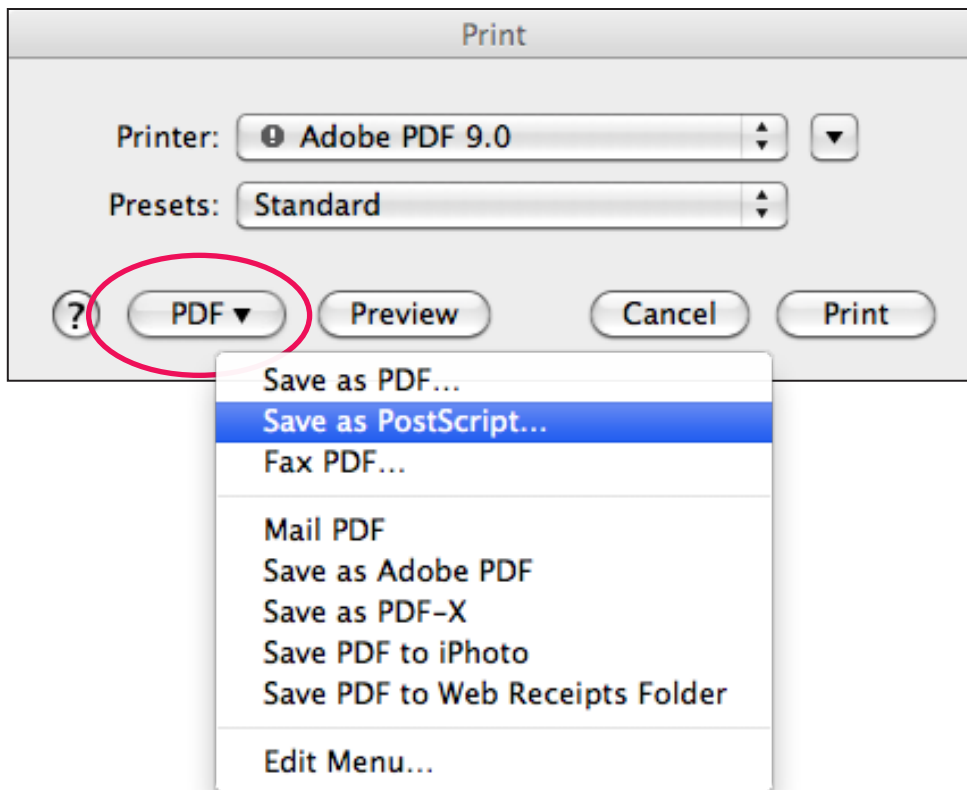 Print
Printer: Adobe PDF 9.0
Presets: Standard
? PDF Preview Cancel Print
Save as PDF...
Save as PostScript...
Fax PDF...
Mail PDF
Save as Adobe PDF
Save as PDF-X
Save PDF to iPhoto
Save PDF to Web Receipts Folder
Edit Menu...